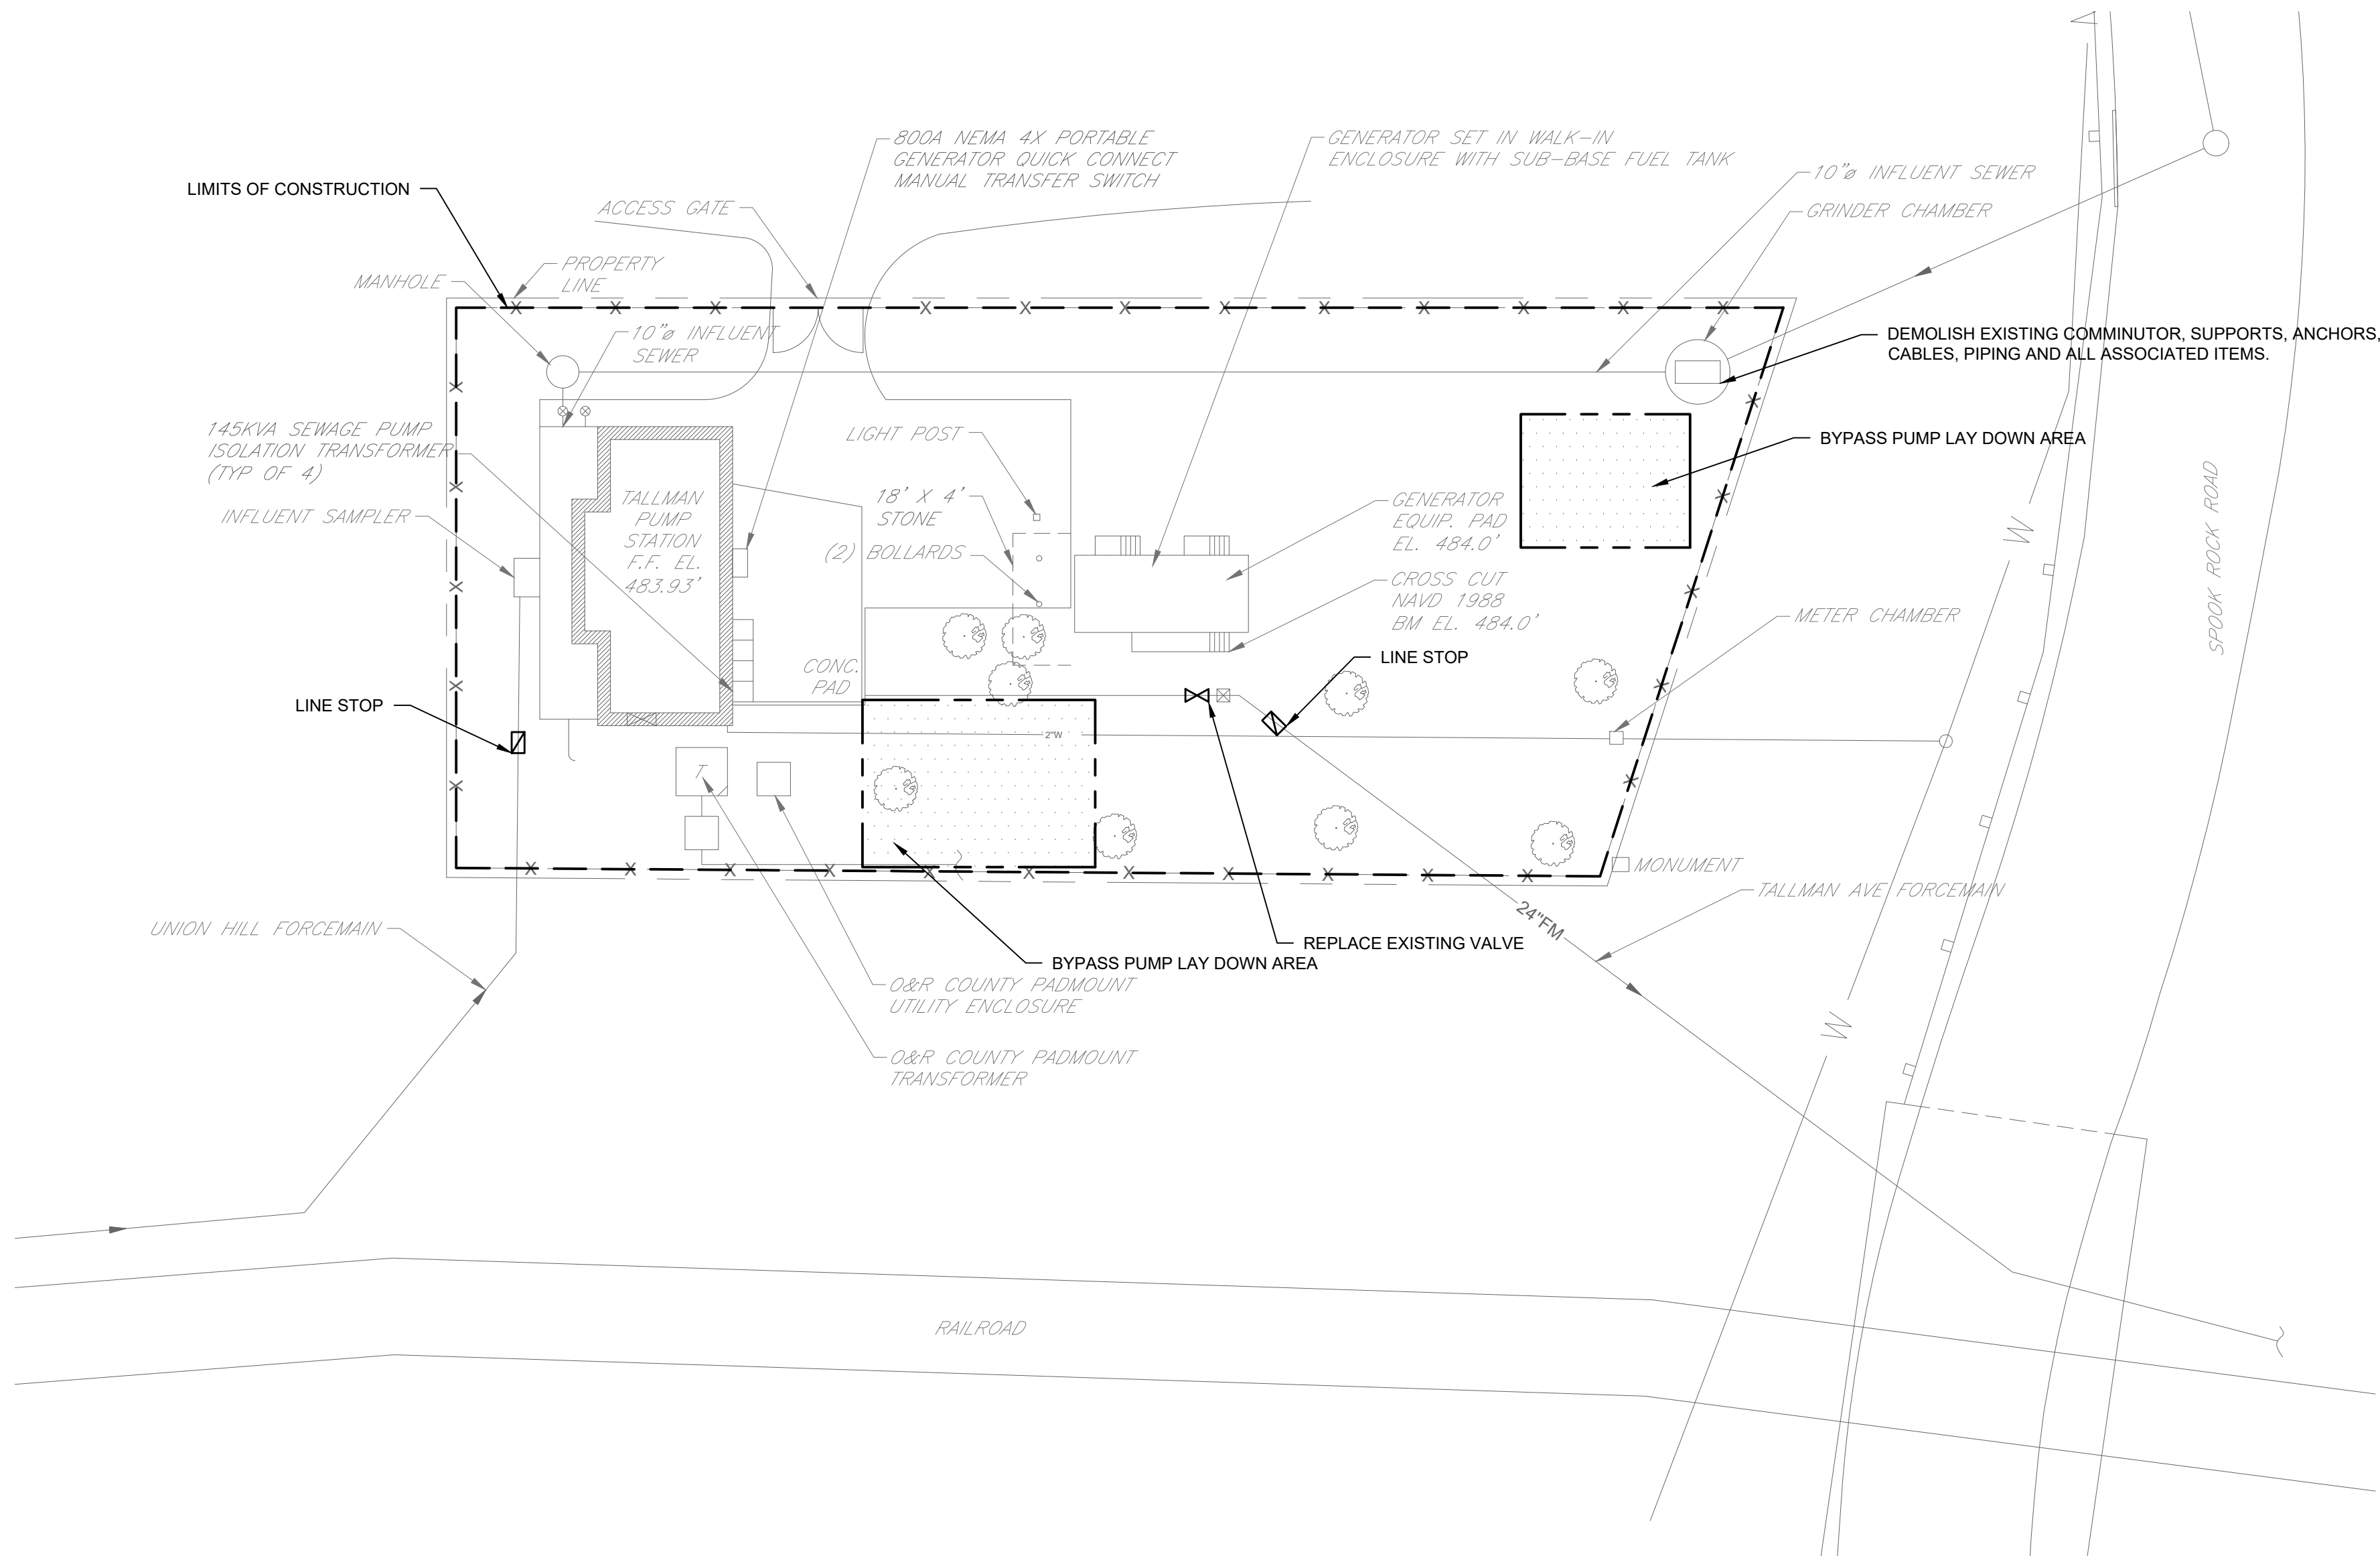 800A NEMA 4X PORTABLE
GENERATOR QUICK CONNECT
MANUAL TRANSFER SWITCH
GENERATOR SET IN WALK-IN
ENCLOSURE WITH SUB-BASE FUEL TANK
10"ø INFLUENT SEWER
LIMITS OF CONSTRUCTION
ACCESS GATE
GRINDER CHAMBER
PROPERTY
LINE
MANHOLE
10"ø INFLUENT
SEWER
DEMOLISH EXISTING COMMINUTOR, SUPPORTS, ANCHORS,
CABLES, PIPING AND ALL ASSOCIATED ITEMS.
145KVA SEWAGE PUMP
ISOLATION TRANSFORMER
(TYP OF 4)
LIGHT POST
BYPASS PUMP LAY DOWN AREA
INFLUENT SAMPLER
TALLMAN
PUMP
STATION
F.F. EL.
483.93'
18' X 4'
STONE
(2) BOLLARDS
GENERATOR
EQUIP. PAD
EL. 484.0'
CROSS CUT
NAVD 1988
BM EL. 484.0'
W
SPOOK ROCK ROAD
METER CHAMBER
CONC.
PAD
LINE STOP
LINE STOP
2"W
T
MONUMENT
TALLMAN AVE FORCEMAIN
24"FM
UNION HILL FORCEMAIN
REPLACE EXISTING VALVE
BYPASS PUMP LAY DOWN AREA
O&R COUNTY PADMOUNT
UTILITY ENCLOSURE
W
O&R COUNTY PADMOUNT
TRANSFORMER
RAILROAD